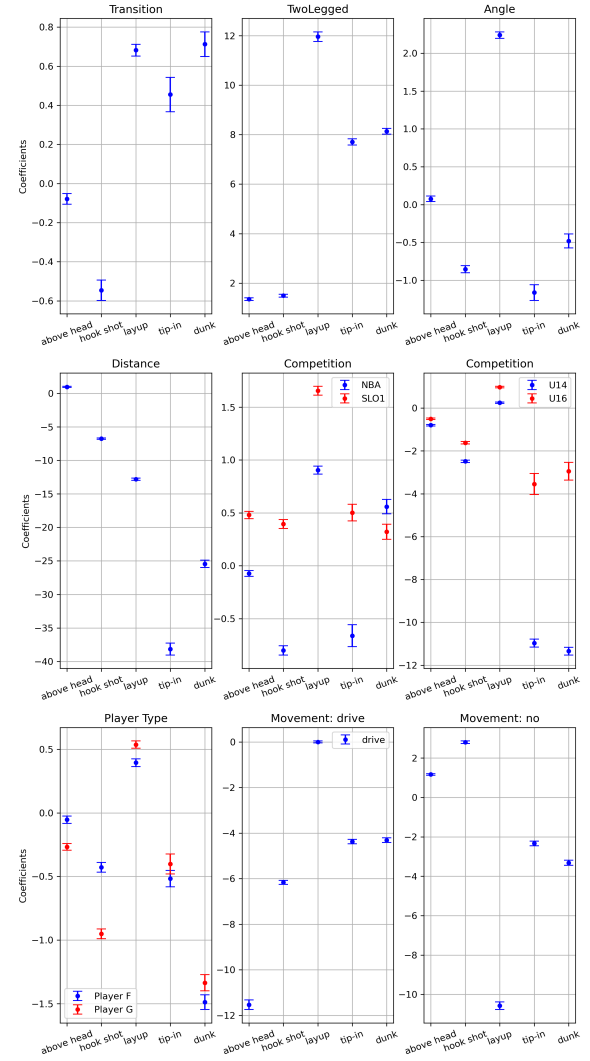 Transition
TwoLegged
Angle
Coefficients
0.8
0.6
0.4
0.2
0.0
−0.2
−0.4
−0.6
12
10
8
6
4
2
2.0
1.5
1.0
0.5
0.0
−0.5
−1.0
above head hook shot layup tip-in dunk
above head hook shot layup tip-in dunk
above head hook shot layup tip-in dunk
Distance
Competition
Competition
Coefficients
0
−5
−10
−15
−20
−25
−30
−35
−40
1.5
1.0
0.5
0.0
−0.5
NBA
SLO1
0
−2
−4
−6
−8
−10
−12
U14
U16
above head hook shot layup tip-in dunk
above head hook shot layup tip-in dunk
above head hook shot layup tip-in dunk
Player Type
Movement: drive
Movement: no
Coefficients
0.5
0.0
−0.5
−1.0
−1.5
Player F
Player G
0
−2
−4
−6
−8
−10
−12
drive
2
0
−2
−4
−6
−8
−10
above head hook shot layup tip-in dunk
above head hook shot layup tip-in dunk
above head hook shot layup tip-in dunk